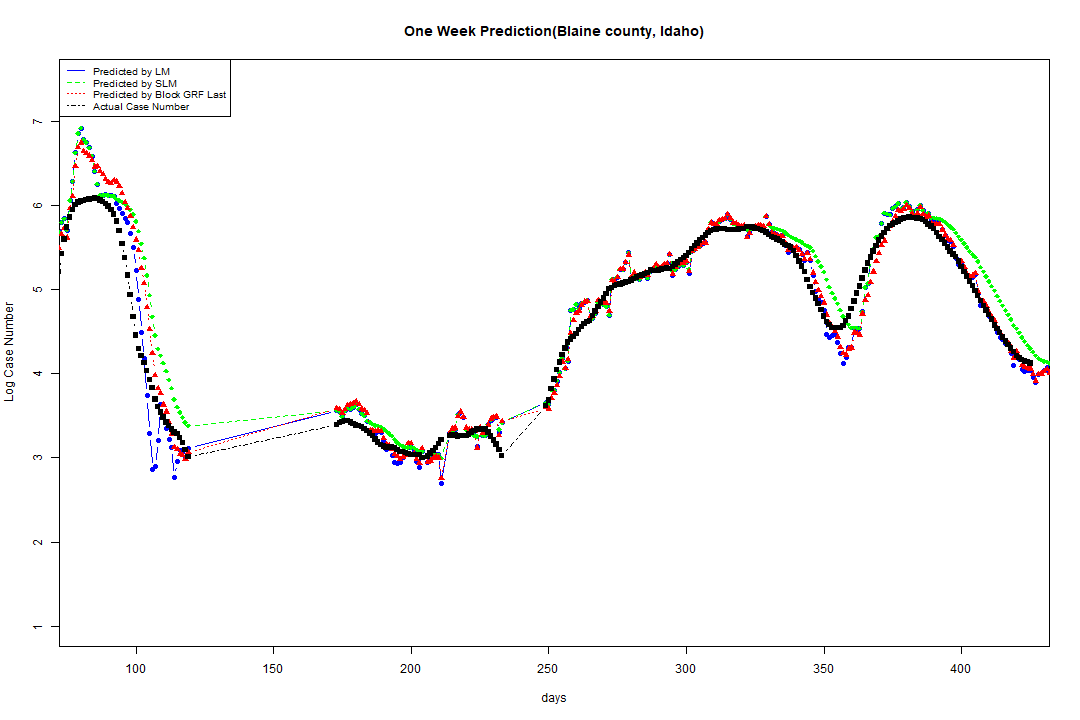 One Week Prediction(Blaine county, Idaho)
Predicted by LM
Predicted by SLM
Predicted by Block GRF Last
Actual Case Number
Log Case Number
7
6
5
4
3
2
1
100 150 200 250 300 350 400
days